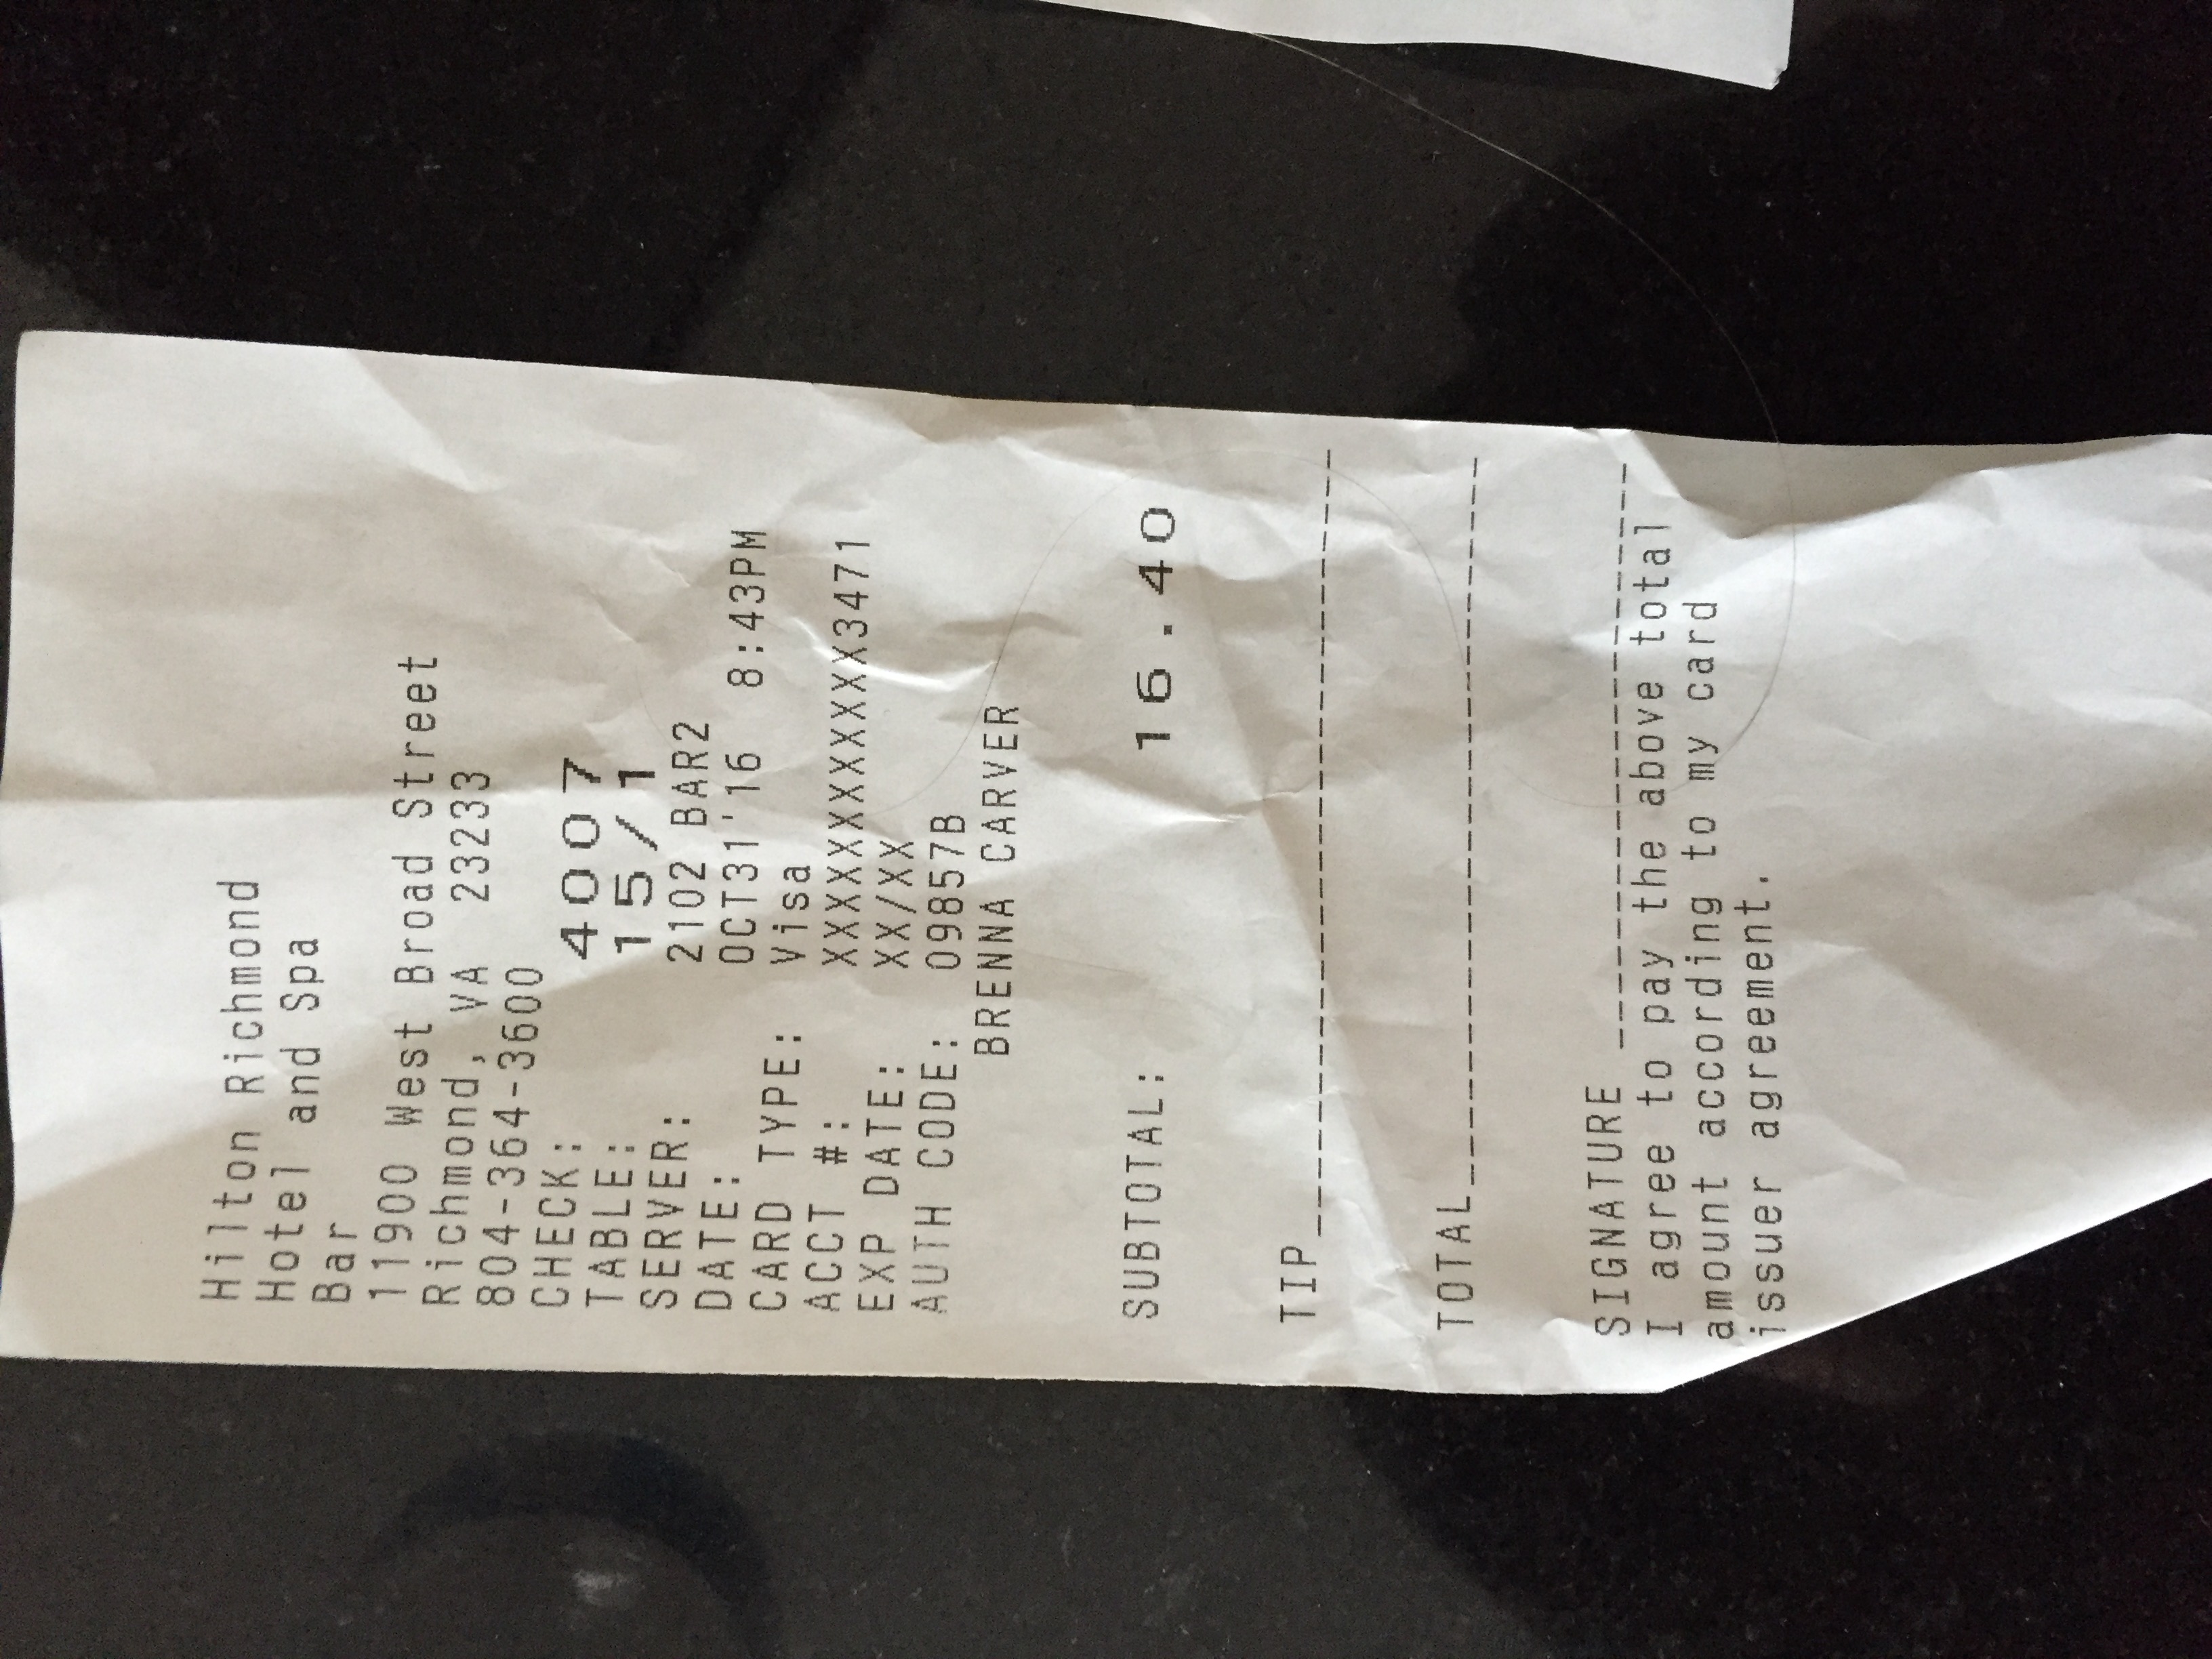 Hilton Richmond
Hotel and Spa
Bar
11900 West Broad Street
Richmond, VA  23233
804-364-3600
CHECK: 4007
TABLE: 15/1
SERVER: 2102 BAR2
DATE: OCT31'16  8:43PM
CARD TYPE: Visa
ACCT #: XXXXXXXXXXXX3471
EXP DATE: XX/XX
AUTH CODE: 09857B
BRENNA CARVER
SUBTOTAL: 16.40
TIP____________________________
TOTAL__________________________
SIGNATURE ______________________
I agree to pay the above total
amount according to my card
issuer agreement.